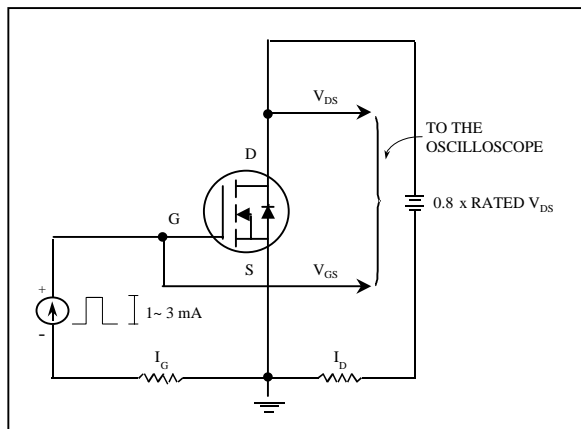 V_DS
TO THE
OSCILLOSCOPE
D
0.8 x RATED V_DS
G
S
V_GS
+
1~ 3 mA
-
I_G
I_D